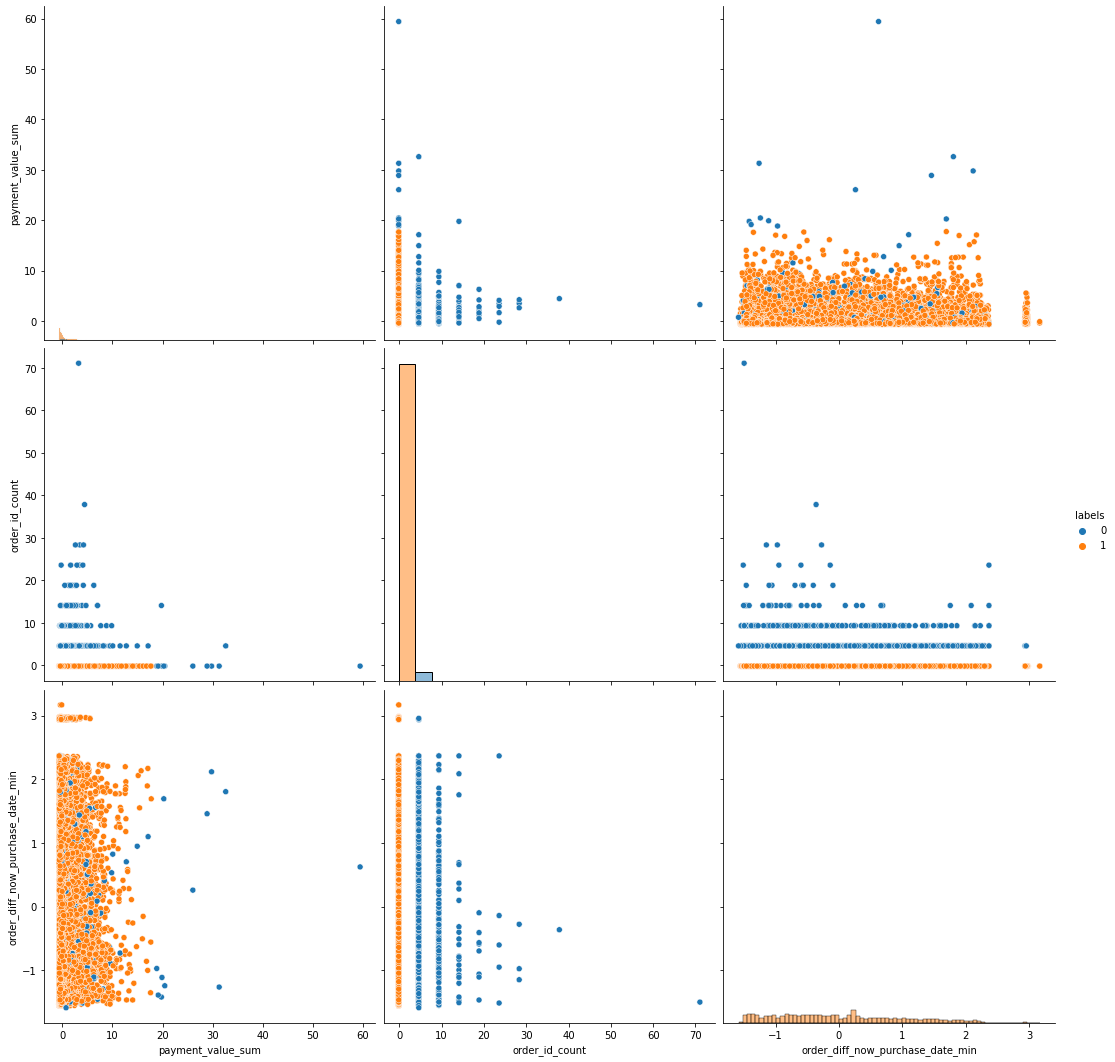 60
50
40
30
20
10
0
payment_value_sum
70
60
50
40
30
20
10
0
order_id_count
labels
0
1
3
2
1
0
−1
order_diff_now_purchase_date_min
0 10 20 30 40 50 60
payment_value_sum
0 10 20 30 40 50 60 70
order_id_count
−1 0 1 2 3
order_diff_now_purchase_date_min